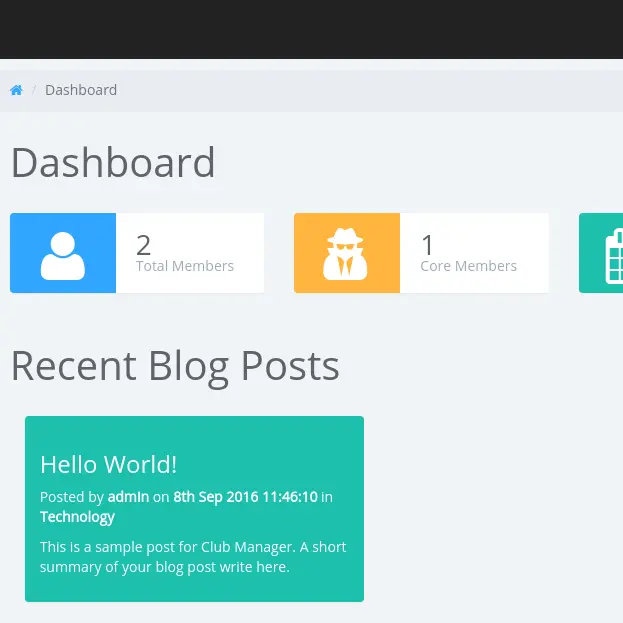 / Dashboard
Dashboard
2
Total Members
1
Core Members
Recent Blog Posts
Hello World!
Posted by admin on 8th Sep 2016 11:46:10 in
Technology
This is a sample post for Club Manager. A short
summary of your blog post write here.